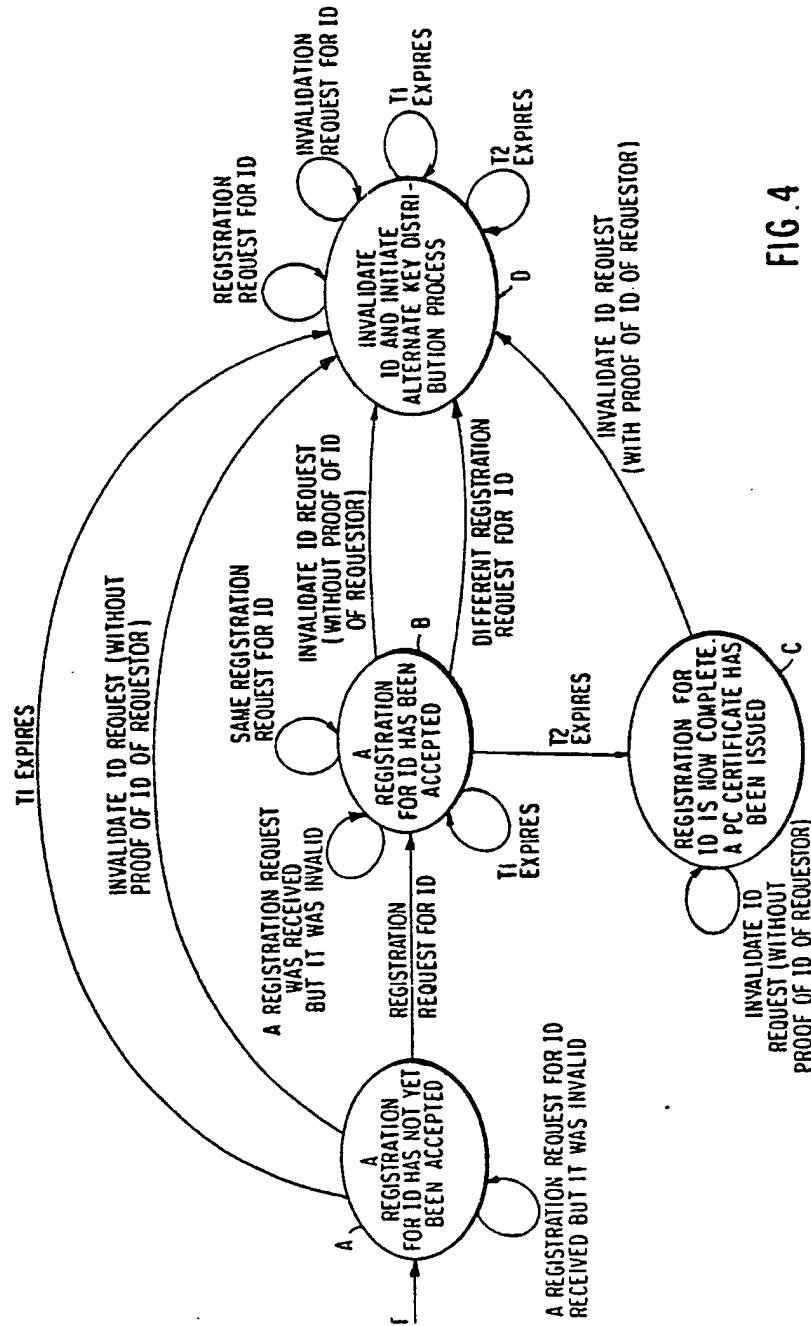 T1 EXPIRES
INVALIDATE ID REQUEST (WITHOUT
PROOF OF ID OF REQUESTOR)
REGISTRATION
REQUEST FOR ID
INVALIDATION
REQUEST FOR ID
T1
EXPIRES
T2
EXPIRES
A REGISTRATION REQUEST
WAS RECEIVED
BUT IT WAS INVALID
SAME REGISTRATION
REQUEST FOR ID
INVALIDATE ID REQUEST
(WITHOUT PROOF OF ID
OF REQUESTOR)
INVALIDATE
ID AND INITIATE
ALTERNATE KEY DISTRI-
BUTION PROCESS
D
A
A
REGISTRATION
FOR ID HAS NOT YET
BEEN ACCEPTED
REGISTRATION
REQUEST FOR ID
A
REGISTRATION
FOR ID HAS BEEN
ACCEPTED
B
DIFFERENT REGISTRATION
REQUEST FOR ID
T1
EXPIRES
T2
EXPIRES
A REGISTRATION REQUEST FOR ID
RECEIVED BUT IT WAS INVALID
INVALIDATE ID REQUEST
(WITH PROOF OF ID OF REQUESTOR)
REGISTRATION FOR
ID IS NOW COMPLETE.
A PC CERTIFICATE HAS
BEEN ISSUED
C
INVALIDATE ID
REQUEST (WITHOUT
PROOF OF ID OF REQUESTOR)
FIG.4